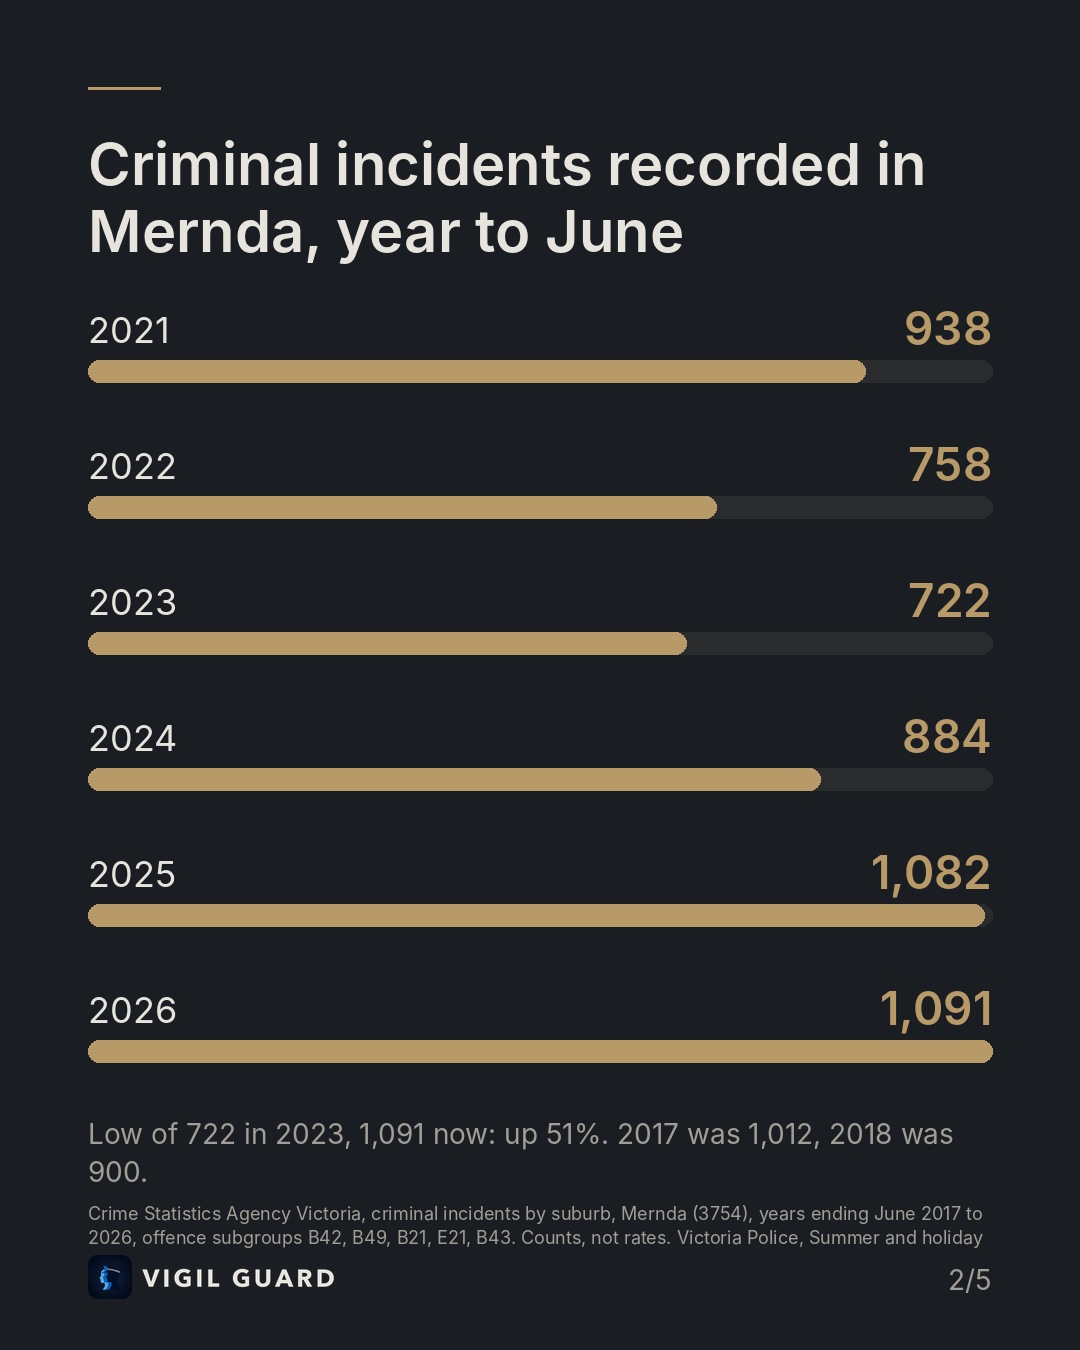 Criminal incidents recorded in
Mernda, year to June
2021 938
2022 758
2023 722
2024 884
2025 1,082
2026 1,091
Low of 722 in 2023, 1,091 now: up 51%. 2017 was 1,012, 2018 was
900.
Crime Statistics Agency Victoria, criminal incidents by suburb, Mernda (3754), years ending June 2017 to
2026, offence subgroups B42, B49, B21, E21, B43. Counts, not rates. Victoria Police, Summer and holiday
VIGIL GUARD 2/5